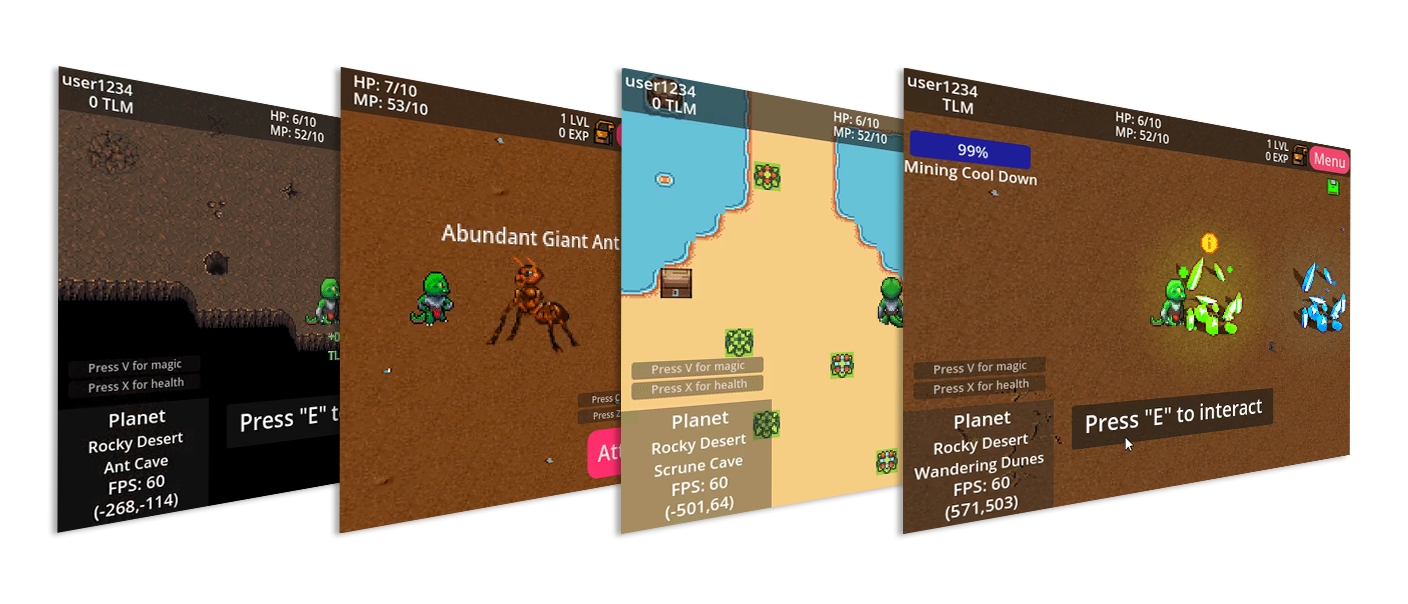 user1234
0 TLM
HP: 6/10
MP: 52/10
Press V for magic
Press X for health
Planet
Rocky Desert
Ant Cave
FPS: 60
(-268,-114)
Press "E"
HP: 7/10
MP: 53/10
1 LVL
0 EXP
Abundant Giant Ant
Press
Press
user1234
0 TLM
HP: 6/10
MP: 52/10
Press V for magic
Press X for health
Planet
Rocky Desert
Scrune Cave
FPS: 60
(-501,64)
user1234
TLM
HP: 6/10
MP: 52/10
1 LVL
0 EXP
Menu
99%
Mining Cool Down
Press V for magic
Press X for health
Planet
Rocky Desert
Wandering Dunes
FPS: 60
(571,503)
Press "E" to interact